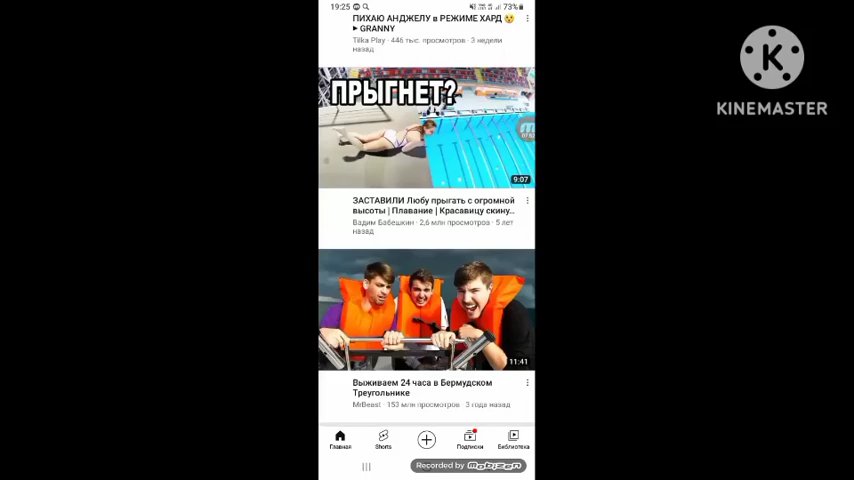 19:25
73%
ПИХАЮ АНДЖЕЛУ в РЕЖИМЕ ХАРД 😯
► GRANNY
Tilka Play · 446 тыс. просмотров · 3 недели
назад
ПРЫГНЕТ?
9:07
ЗАСТАВИЛИ Любу прыгать с огромной
высоты | Плавание | Красавицу скину...
Вадим Бабешкин · 2,6 млн просмотров · 5 лет
назад
11:41
Выживаем 24 часа в Бермудском
Треугольнике
MrBeast · 153 млн просмотров · 3 года назад
Главная
Shorts
Подписки
Библиотека
Recorded by mobizen
K
KINEMASTER